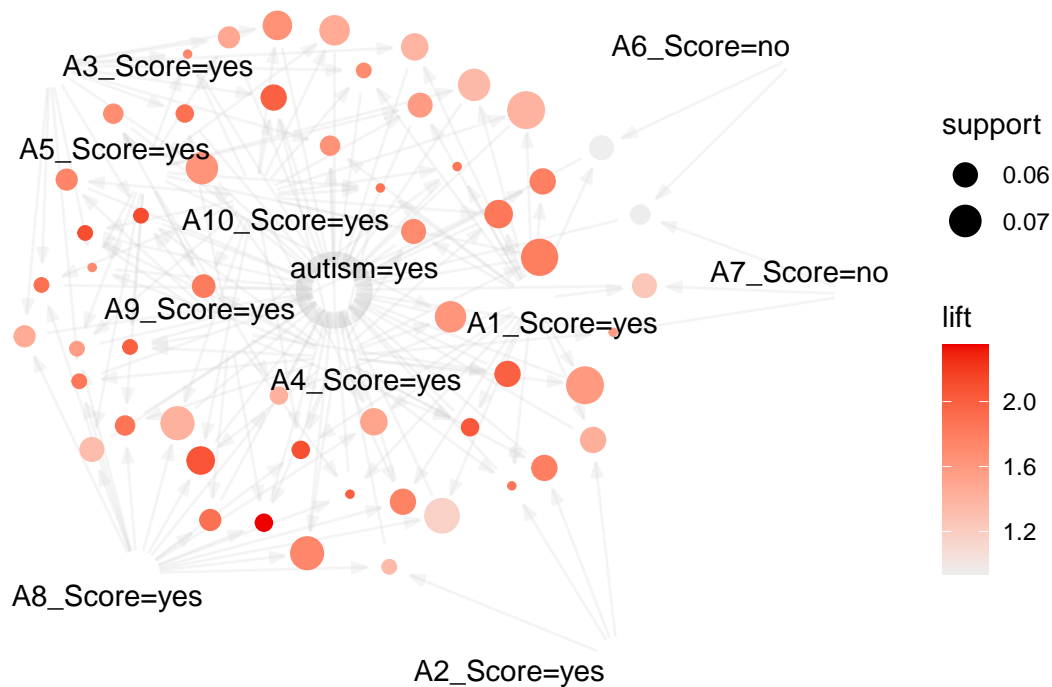 A6_Score=no
A3_Score=yes
support
A5_Score=yes
0.06
A10_Score=yes
0.07
autism=yes
A7_Score=no
A9_Score=yes
A1_Score=yes
lift
A4_Score=yes
2.0
1.6
1.2
A8_Score=yes
A2_Score=yes